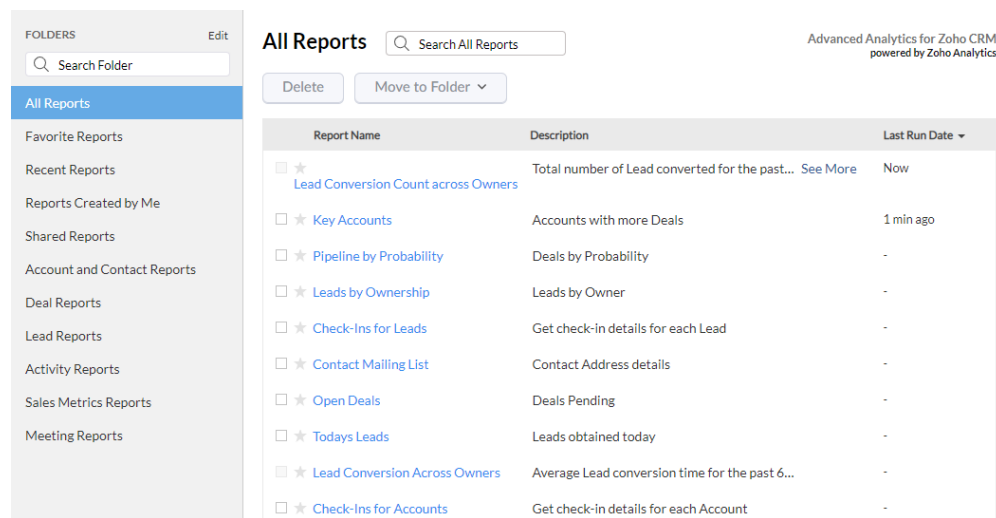 FOLDERS Edit
Search Folder
All Reports
Favorite Reports
Recent Reports
Reports Created by Me
Shared Reports
Account and Contact Reports
Deal Reports
Lead Reports
Activity Reports
Sales Metrics Reports
Meeting Reports
All Reports Search All Reports
Advanced Analytics for Zoho CRM
powered by Zoho Analytics
Delete Move to Folder
Report Name Description Last Run Date
Total number of Lead converted for the past... See More Now
Lead Conversion Count across Owners
Key Accounts Accounts with more Deals 1 min ago
Pipeline by Probability Deals by Probability -
Leads by Ownership Leads by Owner -
Check-Ins for Leads Get check-in details for each Lead -
Contact Mailing List Contact Address details -
Open Deals Deals Pending -
Todays Leads Leads obtained today -
Lead Conversion Across Owners Average Lead conversion time for the past 6... -
Check-Ins for Accounts Get check-in details for each Account -